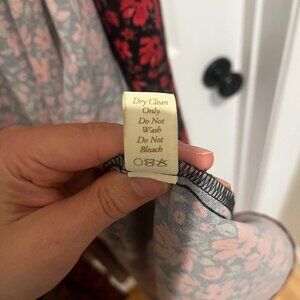 Dry Clean
Only
Do Not
Wash
Do Not
Bleach